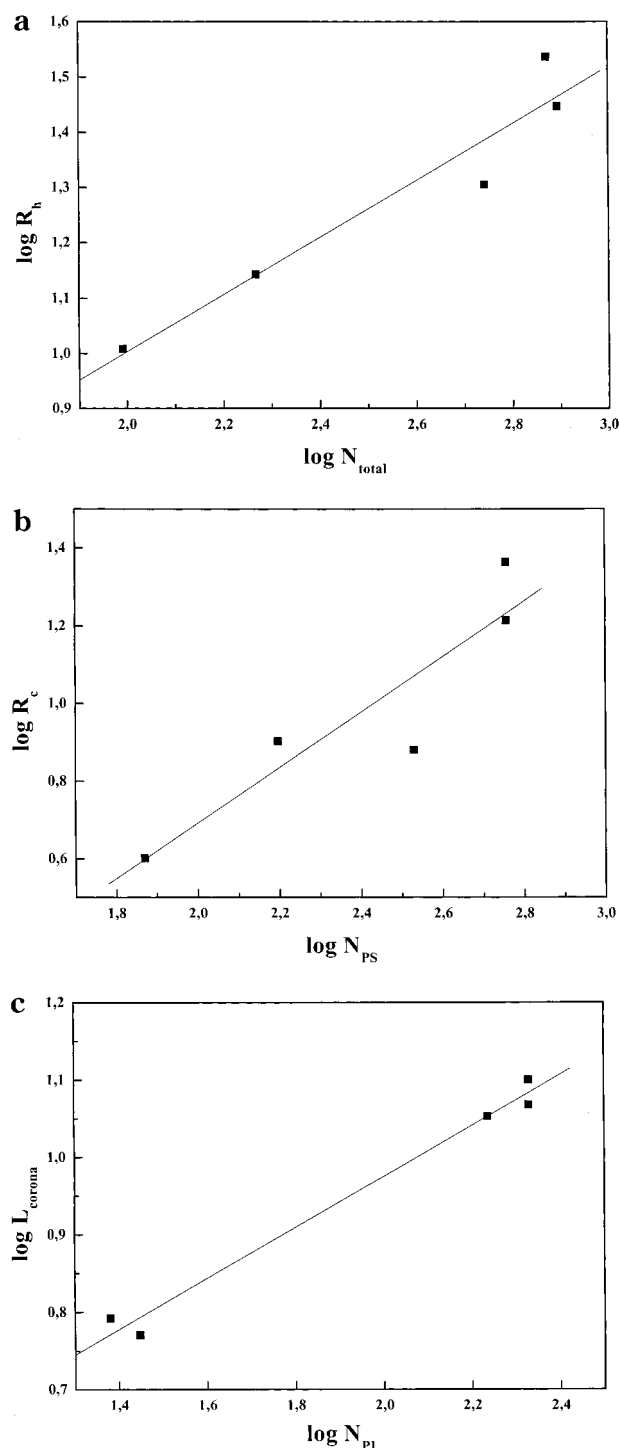 a
1,6
1,5
1,4
1,3
1,2
1,1
1,0
0,9
log R_h
2,0 2,2 2,4 2,6 2,8 3,0
log N_total
b
1,4
1,2
1,0
0,8
0,6
log R_c
1,8 2,0 2,2 2,4 2,6 2,8 3,0
log N_PS
c
1,2
1,1
1,0
0,9
0,8
0,7
log L_corona
1,4 1,6 1,8 2,0 2,2 2,4
log N_PI